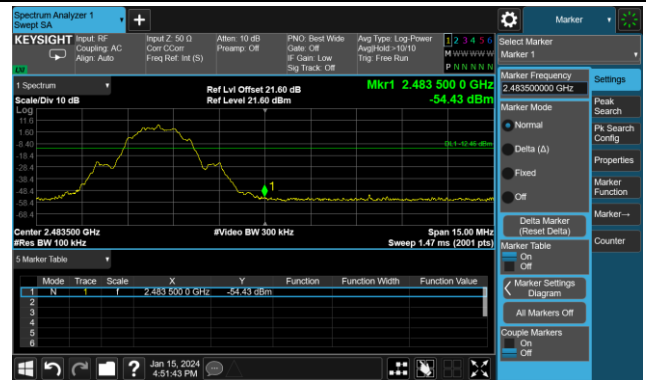 Spectrum Analyzer 1
Swept SA
Marker
KEYSIGHT
Input: RF
Coupling: AC
Align: Auto
Input Z: 50 Ω
Corr CCorr
Freq Ref: Int (S)
Atten: 10 dB
Preamp: Off
PNO: Best Wide
Gate: Off
IF Gain: Low
Sig Track: Off
Avg Type: Log-Power
Avg|Hold:>10/10
Trig: Free Run
1 2 3 4 5 6
M W W W W W
P N N N N N
Select Marker
Marker 1
1 Spectrum
Scale/Div 10 dB
Log
Ref Lvl Offset 21.60 dB
Ref Level 21.60 dBm
Mkr1 2.483 500 0 GHz
-54.43 dBm
11.6
1.60
-8.40
-18.4
-28.4
-38.4
-48.4
-58.4
-68.4
DL1 -12.46 dBm
1
Center 2.483500 GHz
#Res BW 100 kHz
#Video BW 300 kHz
Span 15.00 MHz
Sweep 1.47 ms (2001 pts)
5 Marker Table
Mode Trace Scale X Y Function Function Width Function Value
1 N 1 f 2.483 500 0 GHz -54.43 dBm
2
3
4
5
6
Marker Frequency
2.483500000 GHz
Marker Mode
Normal
Delta (Δ)
Fixed
Off
Delta Marker
(Reset Delta)
Marker Table
On
Off
Marker Settings
Diagram
All Markers Off
Couple Markers
On
Off
Settings
Peak
Search
Pk Search
Config
Properties
Marker
Function
Marker→
Counter
?
Jan 15, 2024
4:51:43 PM